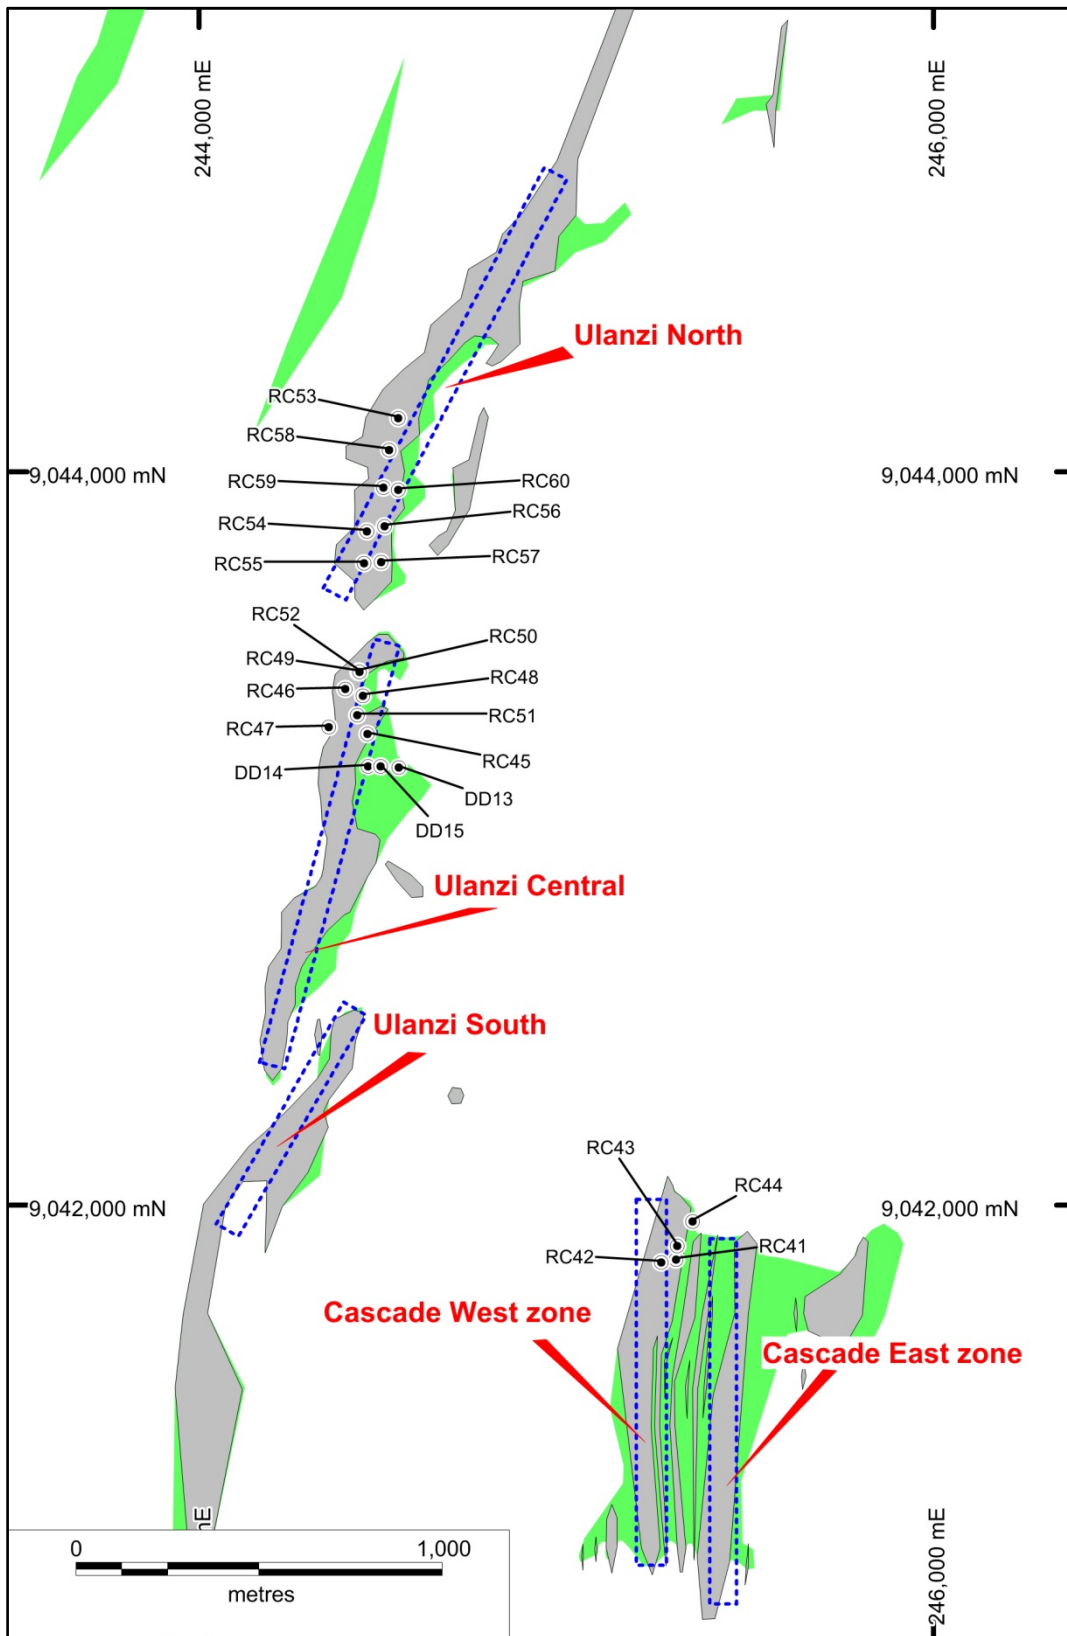 244,000 mE
246,000 mE
Ulanzi North
RC53
RC58
9,044,000 mN
9,044,000 mN
RC59
RC60
RC54
RC56
RC55
RC57
RC52
RC50
RC49
RC46
RC48
RC47
RC51
RC45
DD14
DD13
DD15
Ulanzi Central
Ulanzi South
RC43
RC44
9,042,000 mN
9,042,000 mN
RC42
RC41
Cascade West zone
Cascade East zone
mE
246,000 mE
0
1,000
metres